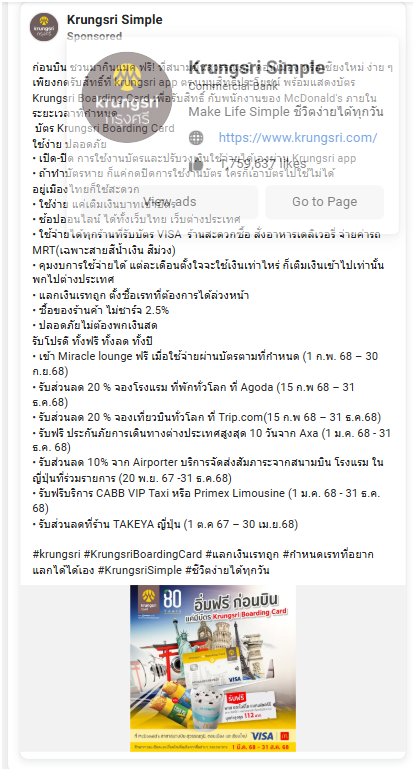 Krungsri Simple
Sponsored
Krungsri Simple
Commercial Bank
Make Life Simple ชีวิตง่ายได้ทุกวัน
https://www.krungsri.com/
1,759,637 likes
View ads
Go to Page
ก่อนบิน ชวนมากินแมค ฟรี!
ง่าย ๆ
เพียงกดรับสิทธิ์ที่ krungsri app
พร้อมแสดงบัตร
Krungsri Boarding Card เพื่อรับสิทธิ์ กับพนักงานของ McDonald's ภายใน
ระยะเวลาที่กำหนด
บัตร Krungsri Boarding Card
ใช้ง่าย ปลอดภัย
• เปิด-ปิด การใช้งานบัตรและปรับวงเงินใช้จ่ายได้เองผ่าน Krungsri app
• ถ้าทำบัตรหาย ก็แค่กดปิดการใช้งานบัตร ใครก็เอาบัตรไปใช้ไม่ได้
อยู่เมืองไทยก็ใช้สะดวก
• ใช้ง่าย แค่เติมเงินบาทเข้าบัตร
• ช้อปออนไลน์ ได้ทั้งเว็บไทย เว็บต่างประเทศ
• ใช้จ่ายได้ทุกร้านที่รับบัตร VISA ร้านสะดวกซื้อ สั่งอาหารเดลิเวอรี่ จ่ายค่ารถ
MRT(เฉพาะสายสีน้ำเงิน สีม่วง)
• คุมงบการใช้จ่ายได้ แต่ละเดือนตั้งใจจะใช้เงินเท่าไหร่ ก็เติมเงินเข้าไปเท่านั้น
พกไปต่างประเทศ
• แลกเงินเรทถูก ตั้งซื้อเรทที่ต้องการได้ล่วงหน้า
• ซื้อของร้านค้า ไม่ชาร์จ 2.5%
• ปลอดภัยไม่ต้องพกเงินสด
รับโปรดี ทั้งฟรี ทั้งลด ทั้งปี
• เข้า Miracle lounge ฟรี เมื่อใช้จ่ายผ่านบัตรตามที่กำหนด (1 ก.พ. 68 – 30
ก.ย.68)
• รับส่วนลด 20 % จองโรงแรม ที่พักทั่วโลก ที่ Agoda (15 ก.พ 68 – 31
ธ.ค.68)
• รับส่วนลด 20 % จองเที่ยวบินทั่วโลก ที่ Trip.com(15 ก.พ 68 – 31 ธ.ค.68)
• รับฟรี ประกันภัยการเดินทางต่างประเทศสูงสุด 10 วันจาก Axa (1 ม.ค. 68 - 31
ธ.ค. 68)
• รับส่วนลด 10% จาก Airporter บริการจัดส่งสัมภาระจากสนามบิน โรงแรม ใน
ญี่ปุ่นที่ร่วมรายการ (20 พ.ย. 67 -31 ธ.ค.68)
• รับฟรีบริการ CABB VIP Taxi หรือ Primex Limousine (1 ม.ค. 68 - 31 ธ.ค.
68)
• รับส่วนลดที่ร้าน TAKEYA ญี่ปุ่น (1 ต.ค 67 – 30 เม.ย.68)
#krungsri #KrungsriBoardingCard #แลกเงินเรทถูก #กำหนดเรทที่อยาก
แลกได้ได้เอง #KrungsriSimple #ชีวิตง่ายได้ทุกวัน
krungsri
กรุงศรี
80
อิ่มฟรี ก่อนบิน
แค่มีบัตร Krungsri Boarding Card
VISA
รับฟรี
112 บาท
VISA
1 มี.ค. 68 - 31 ส.ค. 68